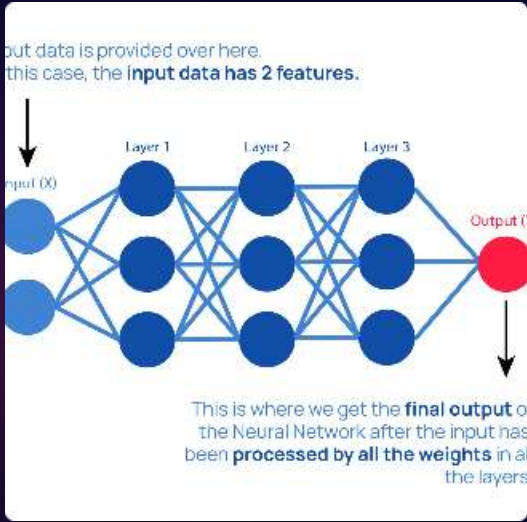 put data is provided over here.
this case, the input data has 2 features.
Layer 1
Layer 2
Layer 3
nput (X)
Output (
This is where we get the final output o
the Neural Network after the input has
been processed by all the weights in al
the layers